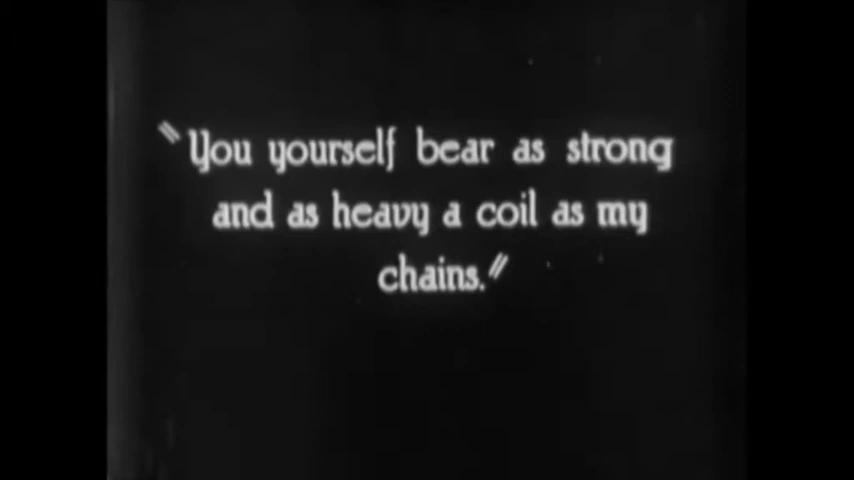 "You yourself bear as strong
and as heavy a coil as my
chains."